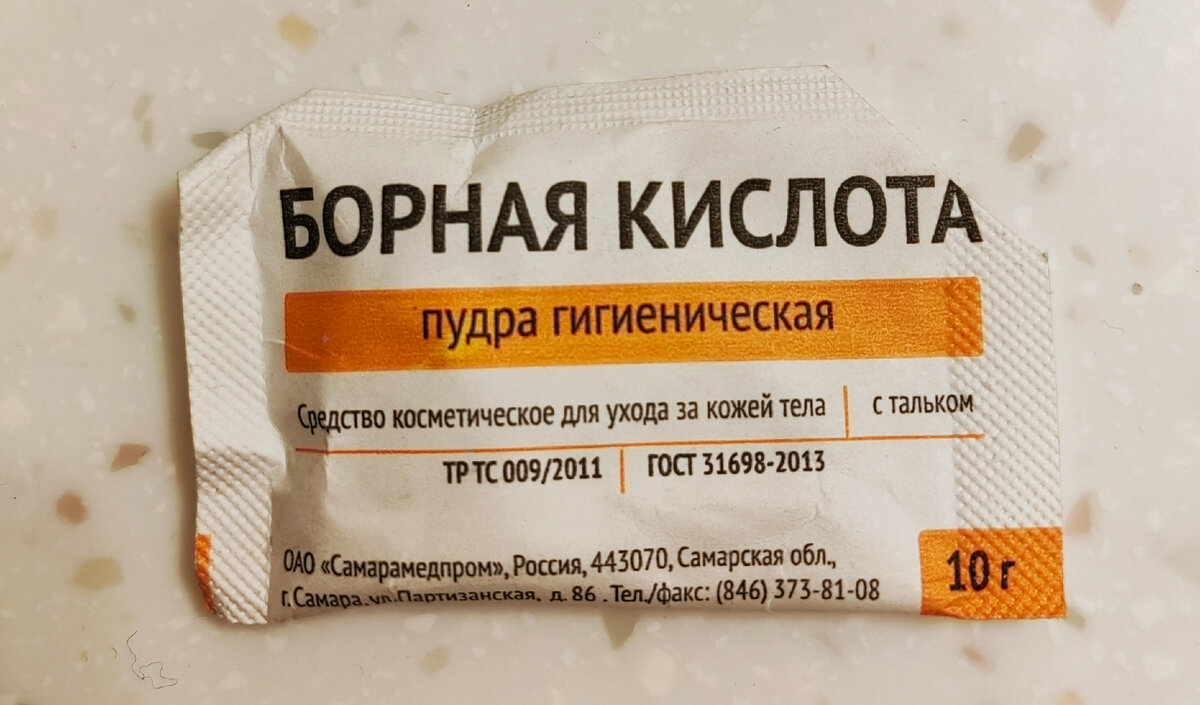 БОРНАЯ КИСЛОТА
пудра гигиеническая
Средство косметическое для ухода за кожей тела | с тальком
ТР ТС 009/2011 | ГОСТ 31698-2013
ОАО «Самарамедпром», Россия, 443070, Самарская обл.,
г. Самара, ул. Партизанская, д. 86 . Тел./факс: (846) 373-81-08
10 г